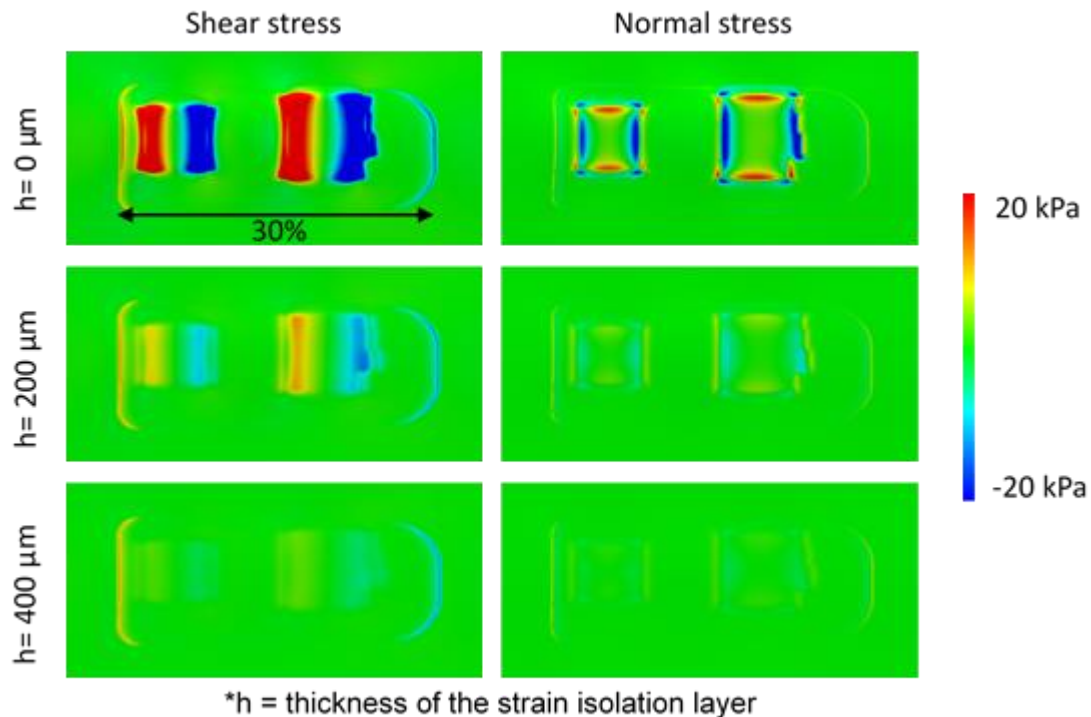 Shear stress
Normal stress
h= 0 µm
30%
20 kPa
h= 200 µm
-20 kPa
h= 400 µm
*h = thickness of the strain isolation layer